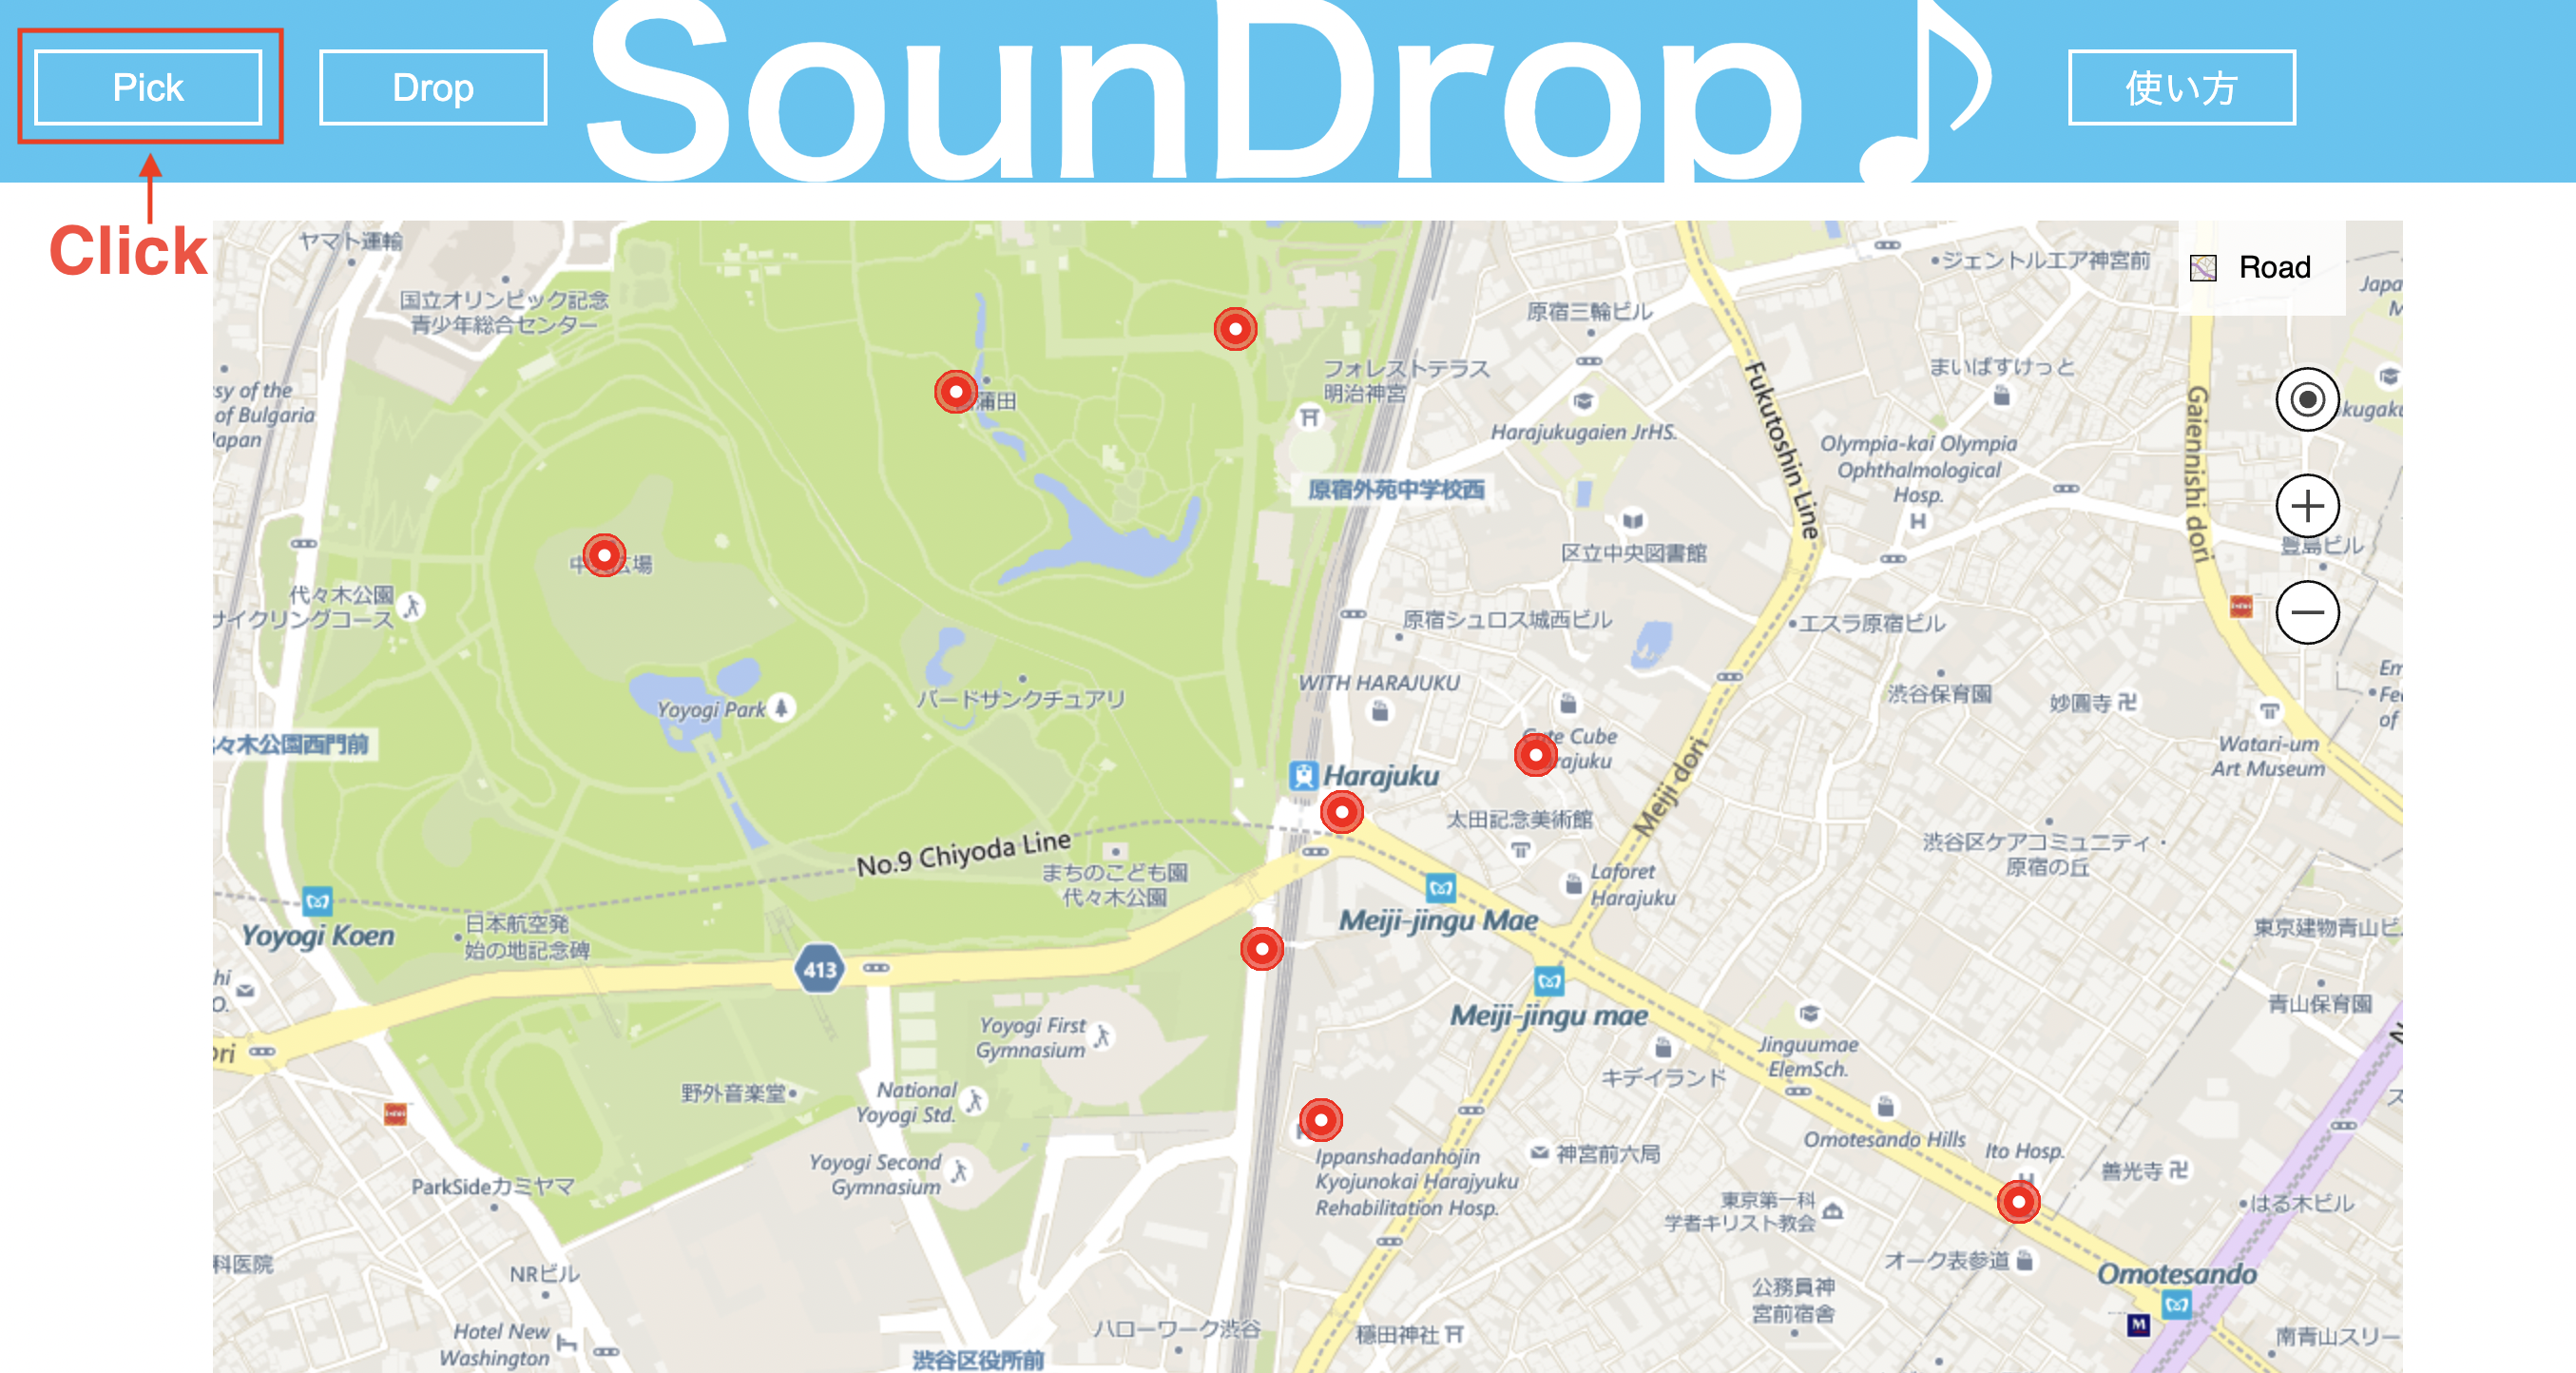 Pick
Drop
SounDrop
使い方
Click
ヤマト運輸
国立オリンピック記念
青少年総合センター
sy of the
of Bulgaria
Japan
蒲田
フォレストテラス
明治神宮
原宿三輪ビル
ジェントルエア神宮前
Road
Japa
M
まいばすけっと
kugaku
Harajukugaien JrHS.
Fukutoshin Line
Olympia-kai Olympia
Ophthalmological
Hosp.
H
Gaiennishi dori
原宿外苑中学校西
区立中央図書館
豊島ビル
中 広場
代々木公園
サイクリングコース
原宿シュロス城西ビル
エスラ原宿ビル
Yoyogi Park
バードサンクチュアリ
WITH HARAJUKU
渋谷保育園
妙圓寺
Em
Fe
of
々木公園西門前
Cube
rajuku
Watari-um
Art Museum
Harajuku
Meiji dori
太田記念美術館
No.9 Chiyoda Line
まちのこども園
代々木公園
Laforet
Harajuku
渋谷区ケアコミュニティ・
原宿の丘
Yoyogi Koen
日本航空発
始の地記念碑
Meiji-jingu Mae
東京建物青山ビ
413
hi
O.
Meiji-jingu mae
青山保育園
Yoyogi First
Gymnasium
ori
Jinguumae
ElemSch.
キデイランド
N
野外音楽堂
National
Yoyogi Std.
ス
Omotesando Hills
Ito Hosp.
Ippanshadanhojin
Kyojunokai Harajyuku
Rehabilitation Hosp.
神宮前六局
善光寺
Yoyogi Second
Gymnasium
ParkSideカミヤマ
東京第一科
学者キリスト教会
はる木ビル
科医院
NRビル
オーク表参道
Omotesando
公務員神
宮前宿舎
M
Hotel New
Washington
ハローワーク渋谷
渋谷区役所前
穏田神社
南青山スリー